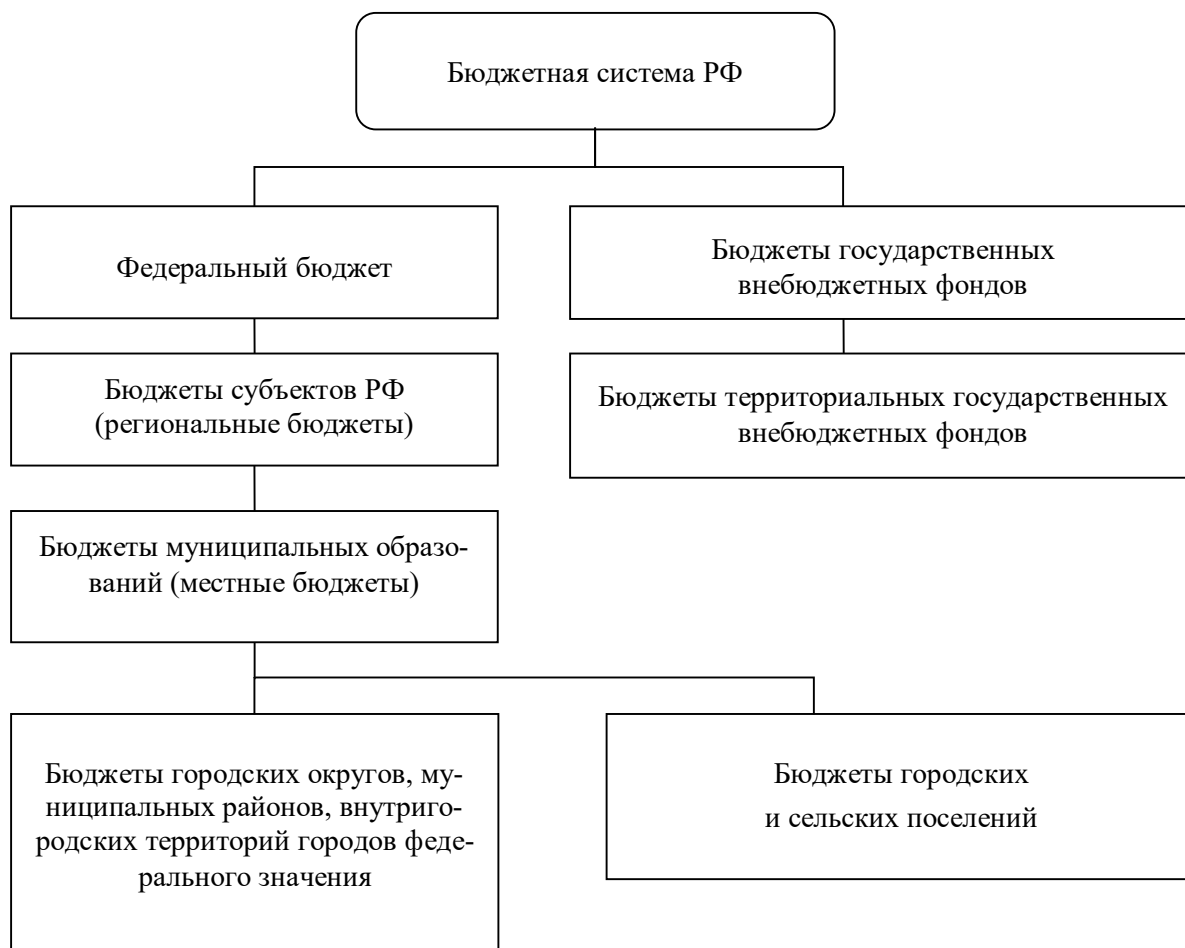 Бюджетная система РФ
Федеральный бюджет
Бюджеты государственных
внебюджетных фондов
Бюджеты субъектов РФ
(региональные бюджеты)
Бюджеты территориальных государственных
внебюджетных фондов
Бюджеты муниципальных образо-
ваний (местные бюджеты)
Бюджеты городских округов, му-
ниципальных районов, внутриго-
родских территорий городов феде-
рального значения
Бюджеты городских
и сельских поселений